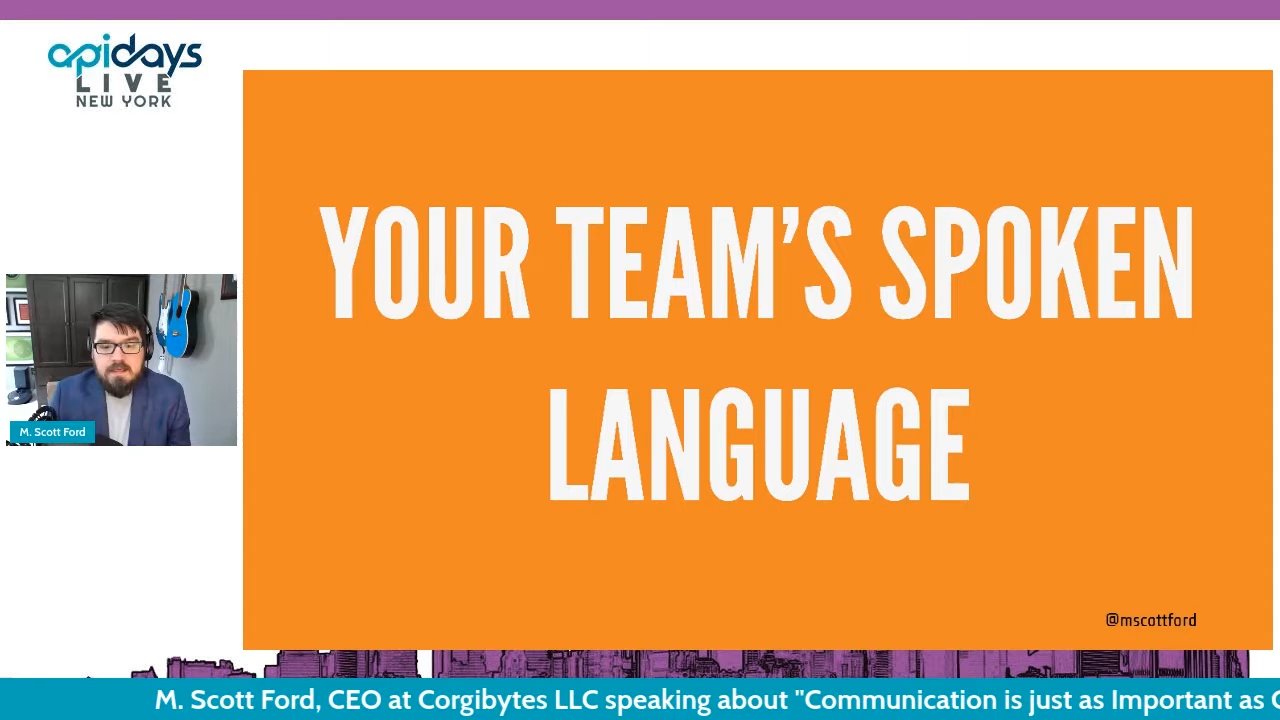 apidays
LIVE
NEW YORK
YOUR TEAM'S SPOKEN
LANGUAGE
M. Scott Ford
@mscottford
M. Scott Ford, CEO at Corgibytes LLC speaking about "Communication is just as Important as